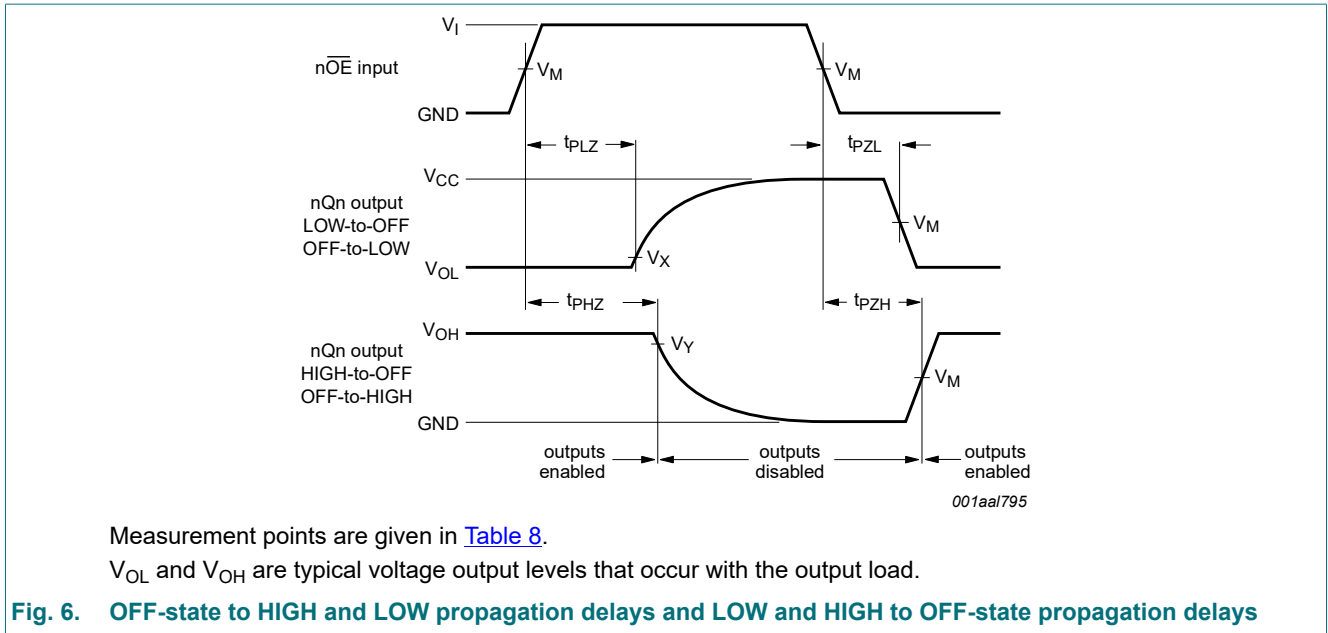 V_I
nOE input
V_M
V_M
GND
t_PLZ
t_PZL
V_CC
nQn output
LOW-to-OFF
OFF-to-LOW
V_M
V_X
V_OL
t_PHZ
t_PZH
V_OH
nQn output
HIGH-to-OFF
OFF-to-HIGH
V_Y
V_M
GND
outputs enabled
outputs disabled
outputs enabled
001aal795
Measurement points are given in Table 8.
V_OL and V_OH are typical voltage output levels that occur with the output load.
Fig. 6. OFF-state to HIGH and LOW propagation delays and LOW and HIGH to OFF-state propagation delays